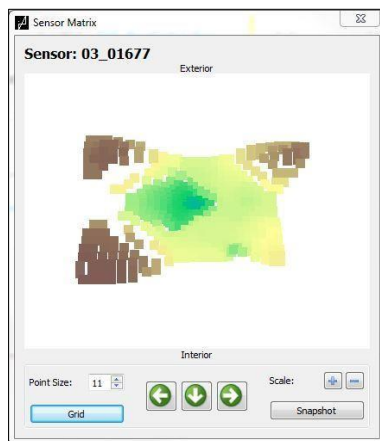 Sensor Matrix
Sensor: 03_01677
Exterior
Interior
Point Size: 11
Scale:
Grid
Snapshot